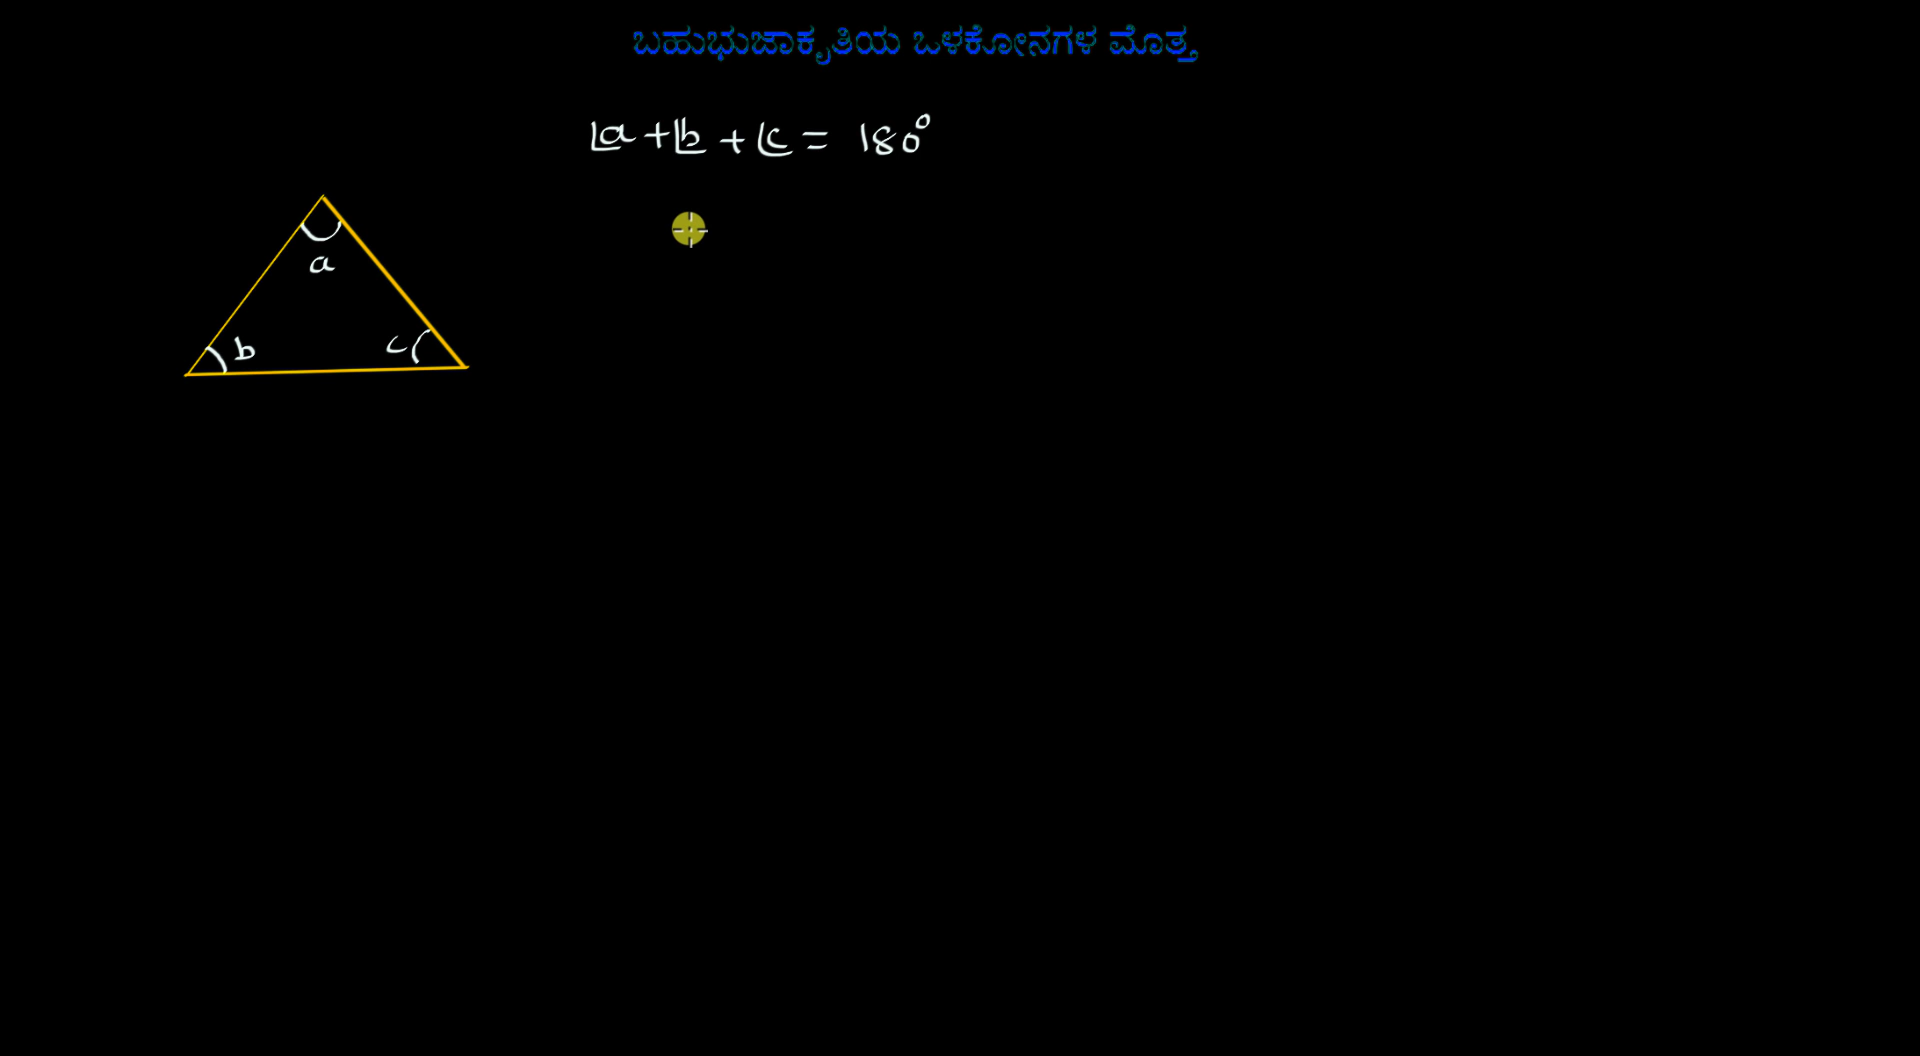 ಬಹುಭುಜಾಕೃತಿಯ ಒಳಕೋನಗಳ ಮೊತ್ತ
∠a + ∠b + ∠c = 180°
a
b
c